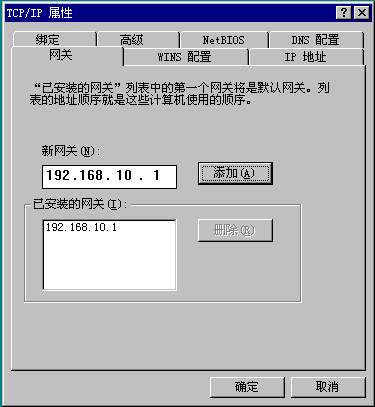 TCP/IP 属性
绑定 高级 NetBIOS DNS 配置
网关 WINS 配置 IP 地址
“已安装的网关”列表中的第一个网关将是默认网关。列
表的地址顺序就是这些计算机使用的顺序。
新网关(N):
192.168.10.1 添加(A)
已安装的网关(I):
192.168.10.1 删除(R)
确定 取消